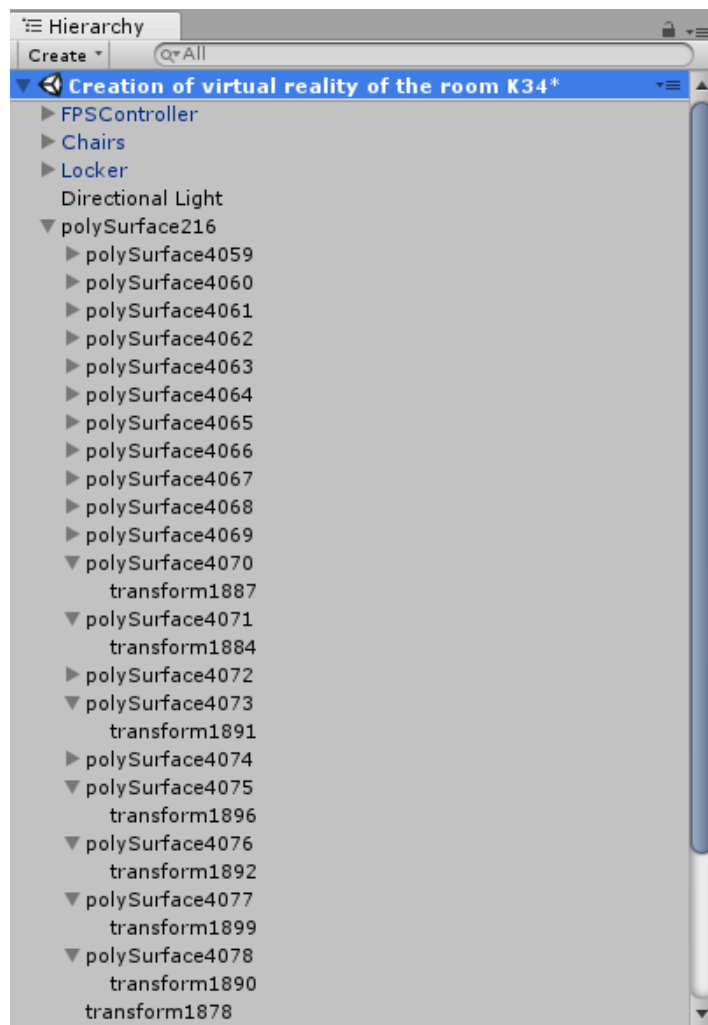 Hierarchy
Create All
Creation of virtual reality of the room K34*
FPSController
Chairs
Locker
Directional Light
polySurface216
polySurface4059
polySurface4060
polySurface4061
polySurface4062
polySurface4063
polySurface4064
polySurface4065
polySurface4066
polySurface4067
polySurface4068
polySurface4069
polySurface4070
transform1887
polySurface4071
transform1884
polySurface4072
polySurface4073
transform1891
polySurface4074
polySurface4075
transform1896
polySurface4076
transform1892
polySurface4077
transform1899
polySurface4078
transform1890
transform1878